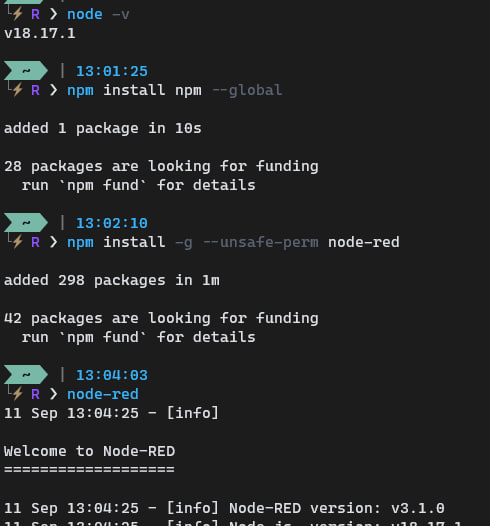 ⚡ R ❯ node -v
v18.17.1
~ | 13:01:25
⚡ R ❯ npm install npm --global
added 1 package in 10s
28 packages are looking for funding
run `npm fund` for details
~ | 13:02:10
⚡ R ❯ npm install -g --unsafe-perm node-red
added 298 packages in 1m
42 packages are looking for funding
run `npm fund` for details
~ | 13:04:03
⚡ R ❯ node-red
11 Sep 13:04:25 - [info]
Welcome to Node-RED
===================
11 Sep 13:04:25 - [info] Node-RED version: v3.1.0
11 Sep 13:04:25 - [info] Node.js  version: v18.17.1